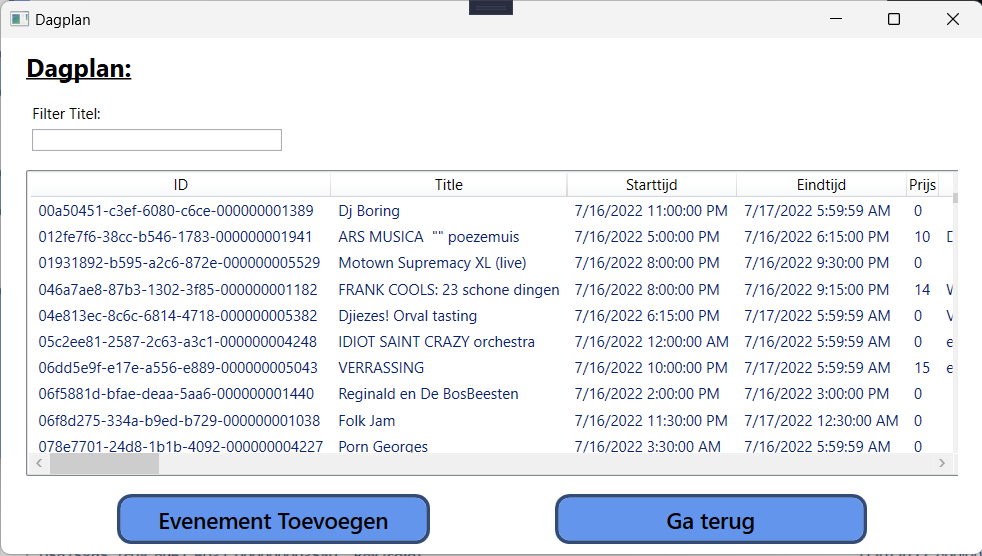 Dagplan
Dagplan:
Filter Titel:
ID Title Starttijd Eindtijd Prijs
00a50451-c3ef-6080-c6ce-000000001389 Dj Boring 7/16/2022 11:00:00 PM 7/17/2022 5:59:59 AM 0
012fe7f6-38cc-b546-1783-000000001941 ARS MUSICA "" poezemuis 7/16/2022 5:00:00 PM 7/16/2022 6:15:00 PM 10
01931892-b595-a2c6-872e-000000005529 Motown Supremacy XL (live) 7/16/2022 8:00:00 PM 7/16/2022 9:30:00 PM 0
046a7ae8-87b3-1302-3f85-000000001182 FRANK COOLS: 23 schone dingen 7/16/2022 8:00:00 PM 7/16/2022 9:15:00 PM 14
04e813ec-8c6c-6814-4718-000000005382 Djiezes! Orval tasting 7/16/2022 6:15:00 PM 7/17/2022 5:59:59 AM 0 V
05c2ee81-2587-2c63-a3c1-000000004248 IDIOT SAINT CRAZY orchestra 7/16/2022 12:00:00 AM 7/17/2022 5:59:59 AM 0 e
06dd5e9f-e17e-a556-e889-000000005043 VERRASSING 7/16/2022 10:00:00 PM 7/17/2022 5:59:59 AM 15 e
06f5881d-bfae-deaa-5aa6-000000001440 Reginald en De BosBeesten 7/16/2022 2:00:00 PM 7/16/2022 3:00:00 PM 0
06f8d275-334a-b9ed-b729-000000001038 Folk Jam 7/16/2022 11:30:00 PM 7/17/2022 12:30:00 AM 0
078e7701-24d8-1b1b-4092-000000004227 Porn Georges 7/16/2022 3:30:00 AM 7/16/2022 5:59:59 AM 0
Evenement Toevoegen Ga terug